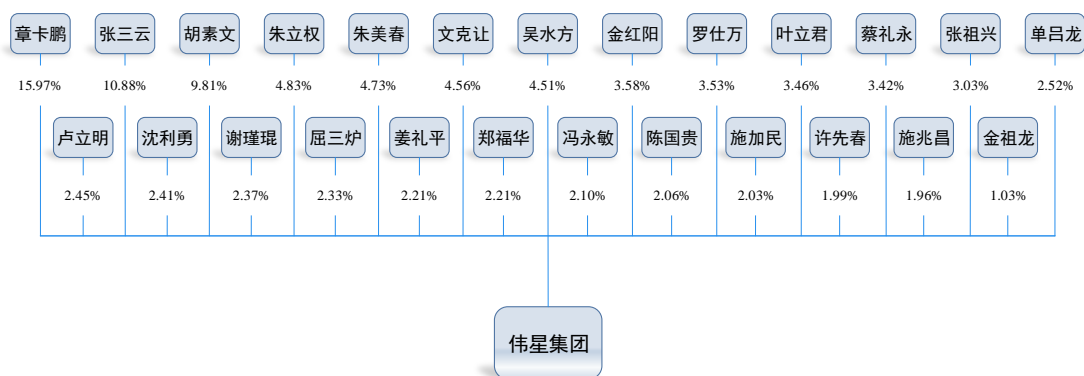 章卡鹏 张三云 胡素文 朱立权 朱美春 文克让 吴水方 金红阳 罗仕万 叶立君 蔡礼永 张祖兴 单吕龙
15.97% 10.88% 9.81% 4.83% 4.73% 4.56% 4.51% 3.58% 3.53% 3.46% 3.42% 3.03% 2.52%
卢立明 沈利勇 谢瑾琨 屈三炉 姜礼平 郑福华 冯永敏 陈国贵 施加民 许先春 施兆昌 金祖龙
2.45% 2.41% 2.37% 2.33% 2.21% 2.21% 2.10% 2.06% 2.03% 1.99% 1.96% 1.03%
伟星集团